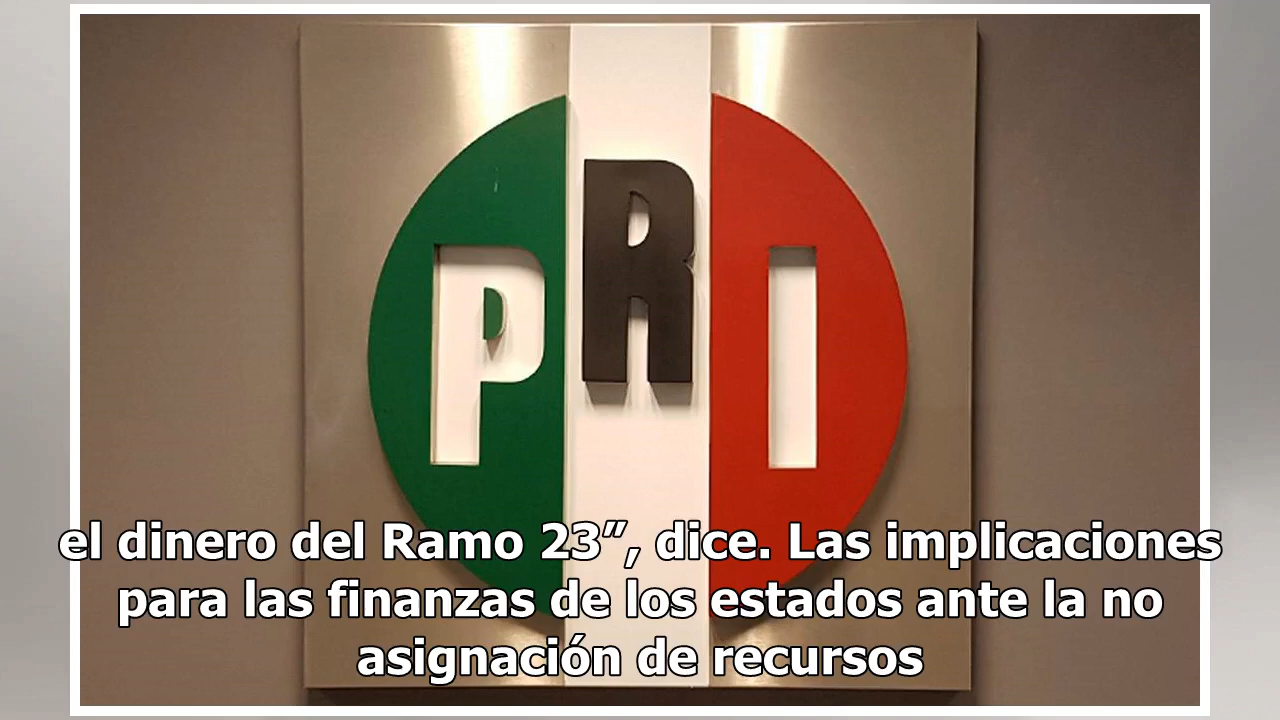 PRI
el dinero del Ramo 23”, dice. Las implicaciones
para las finanzas de los estados ante la no
asignación de recursos